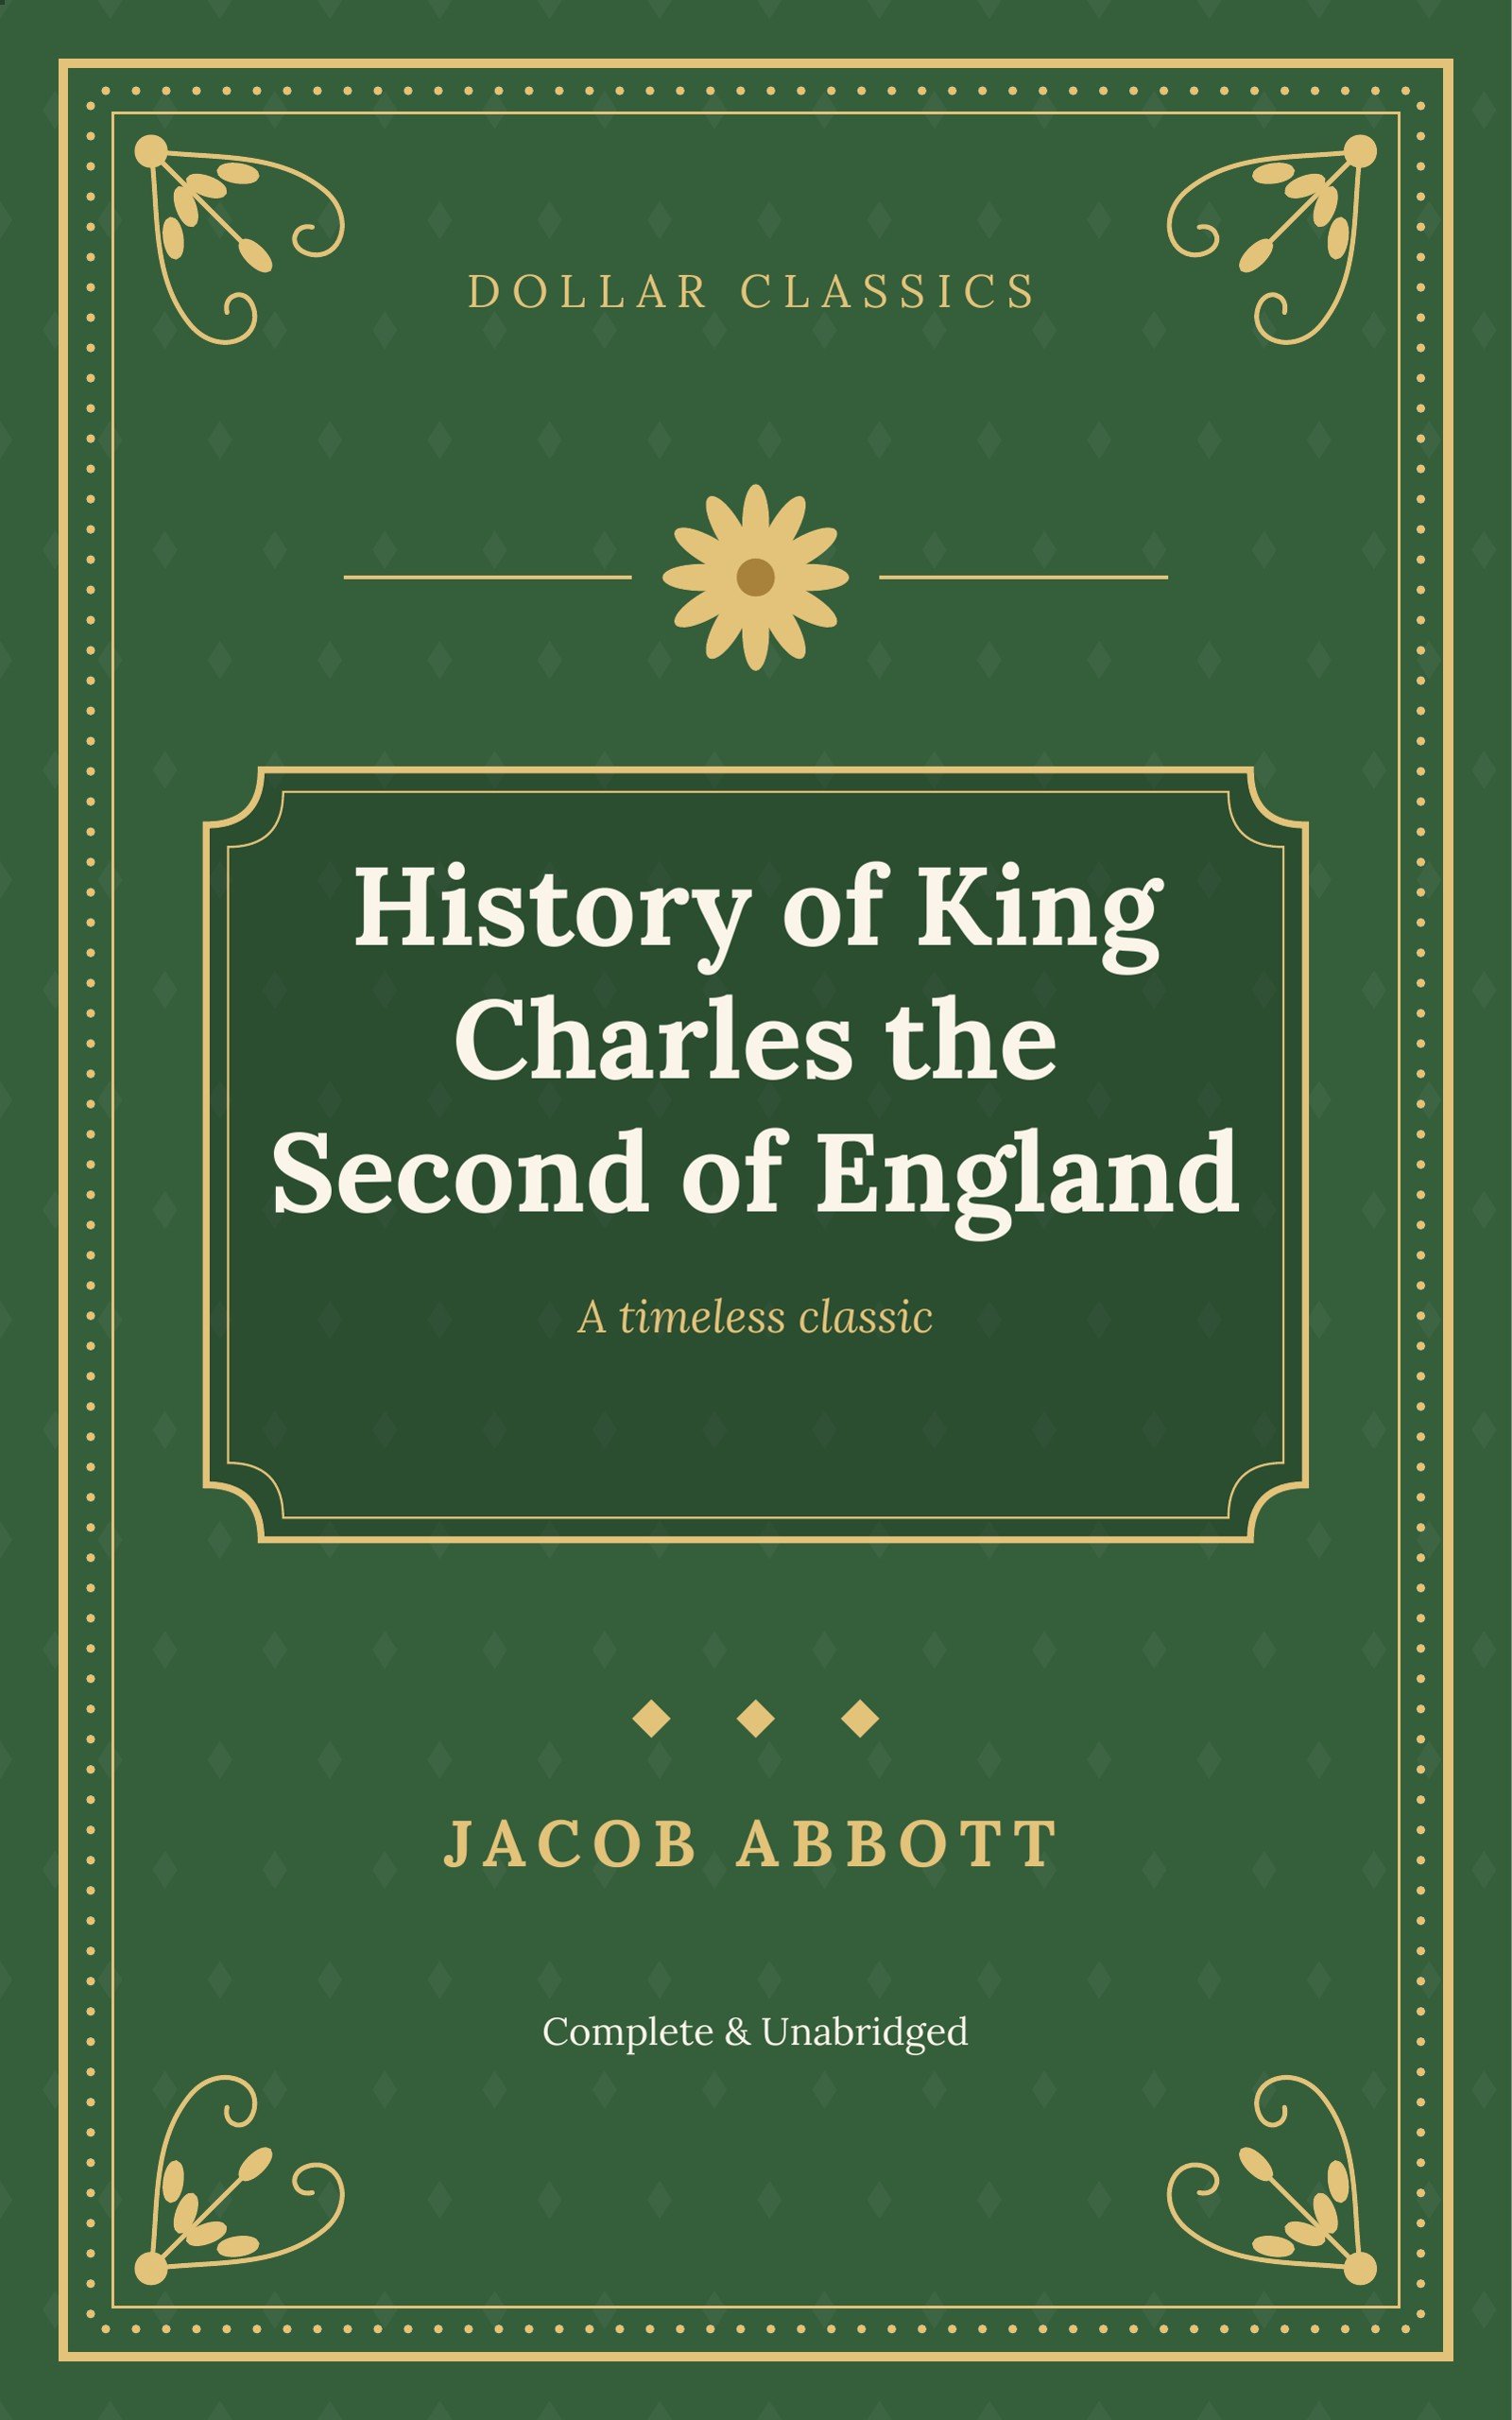 DOLLAR CLASSICS
History of King
Charles the
Second of England
A timeless classic
JACOB ABBOTT
Complete & Unabridged